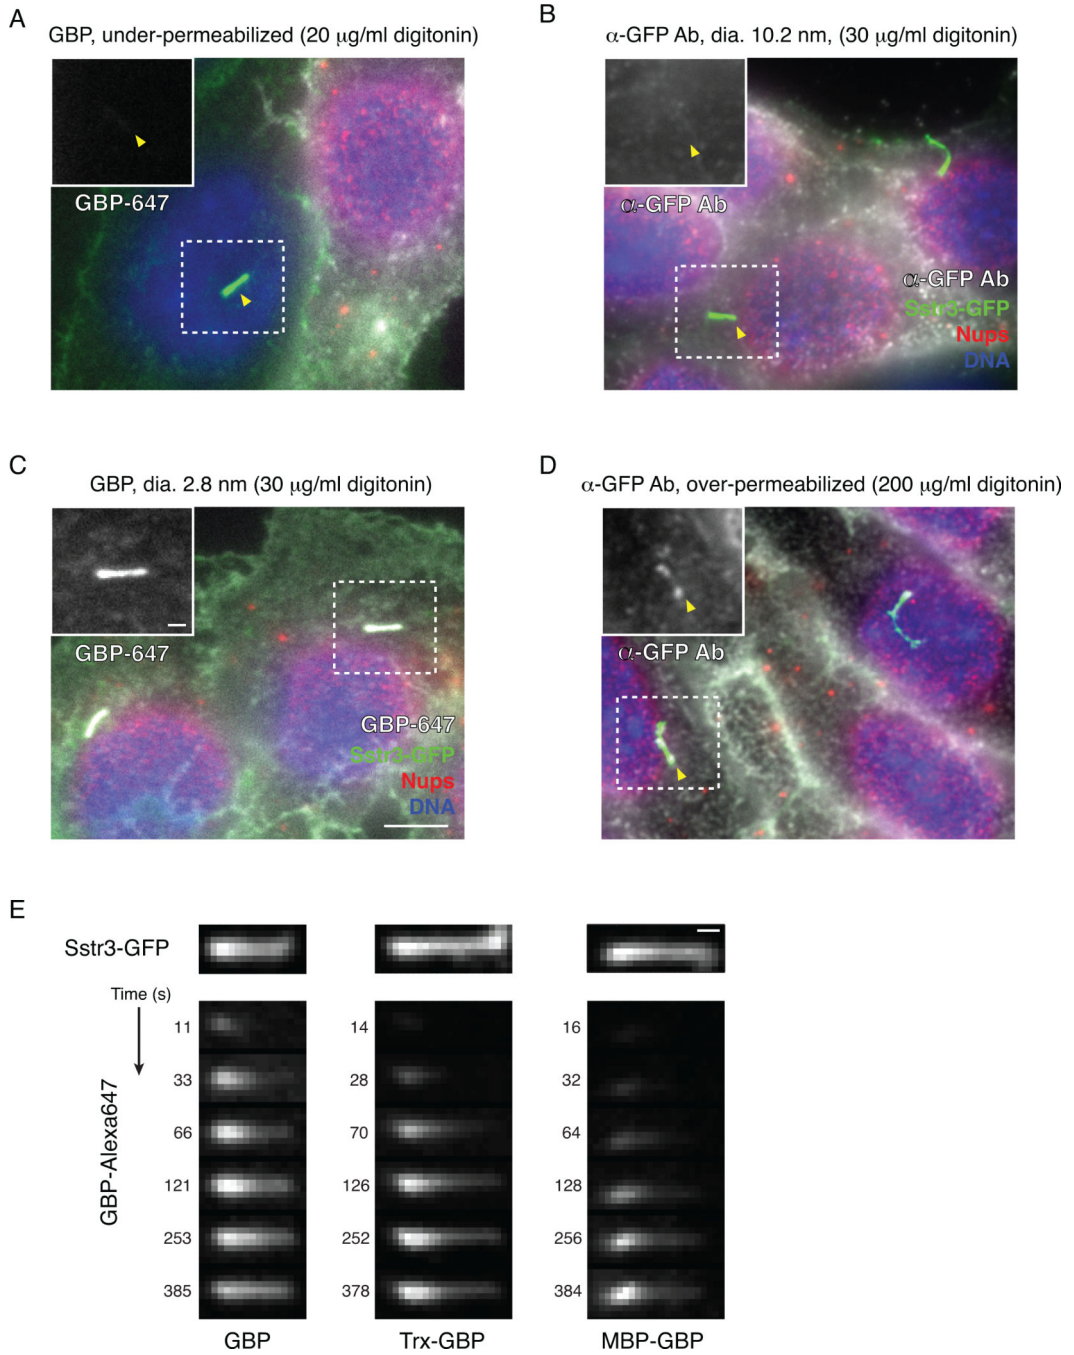 A
GBP, under-permeabilized (20 μg/ml digitonin)
GBP-647
B
α-GFP Ab, dia. 10.2 nm, (30 μg/ml digitonin)
α-GFP Ab
α-GFP Ab
Sstr3-GFP
Nups
DNA
C
GBP, dia. 2.8 nm (30 μg/ml digitonin)
GBP-647
GBP-647
Sstr3-GFP
Nups
DNA
D
α-GFP Ab, over-permeabilized (200 μg/ml digitonin)
α-GFP Ab
E
Sstr3-GFP
Time (s)
GBP-Alexa647
11 14 16
33 28 32
66 70 64
121 126 128
253 252 256
385 378 384
GBP Trx-GBP MBP-GBP